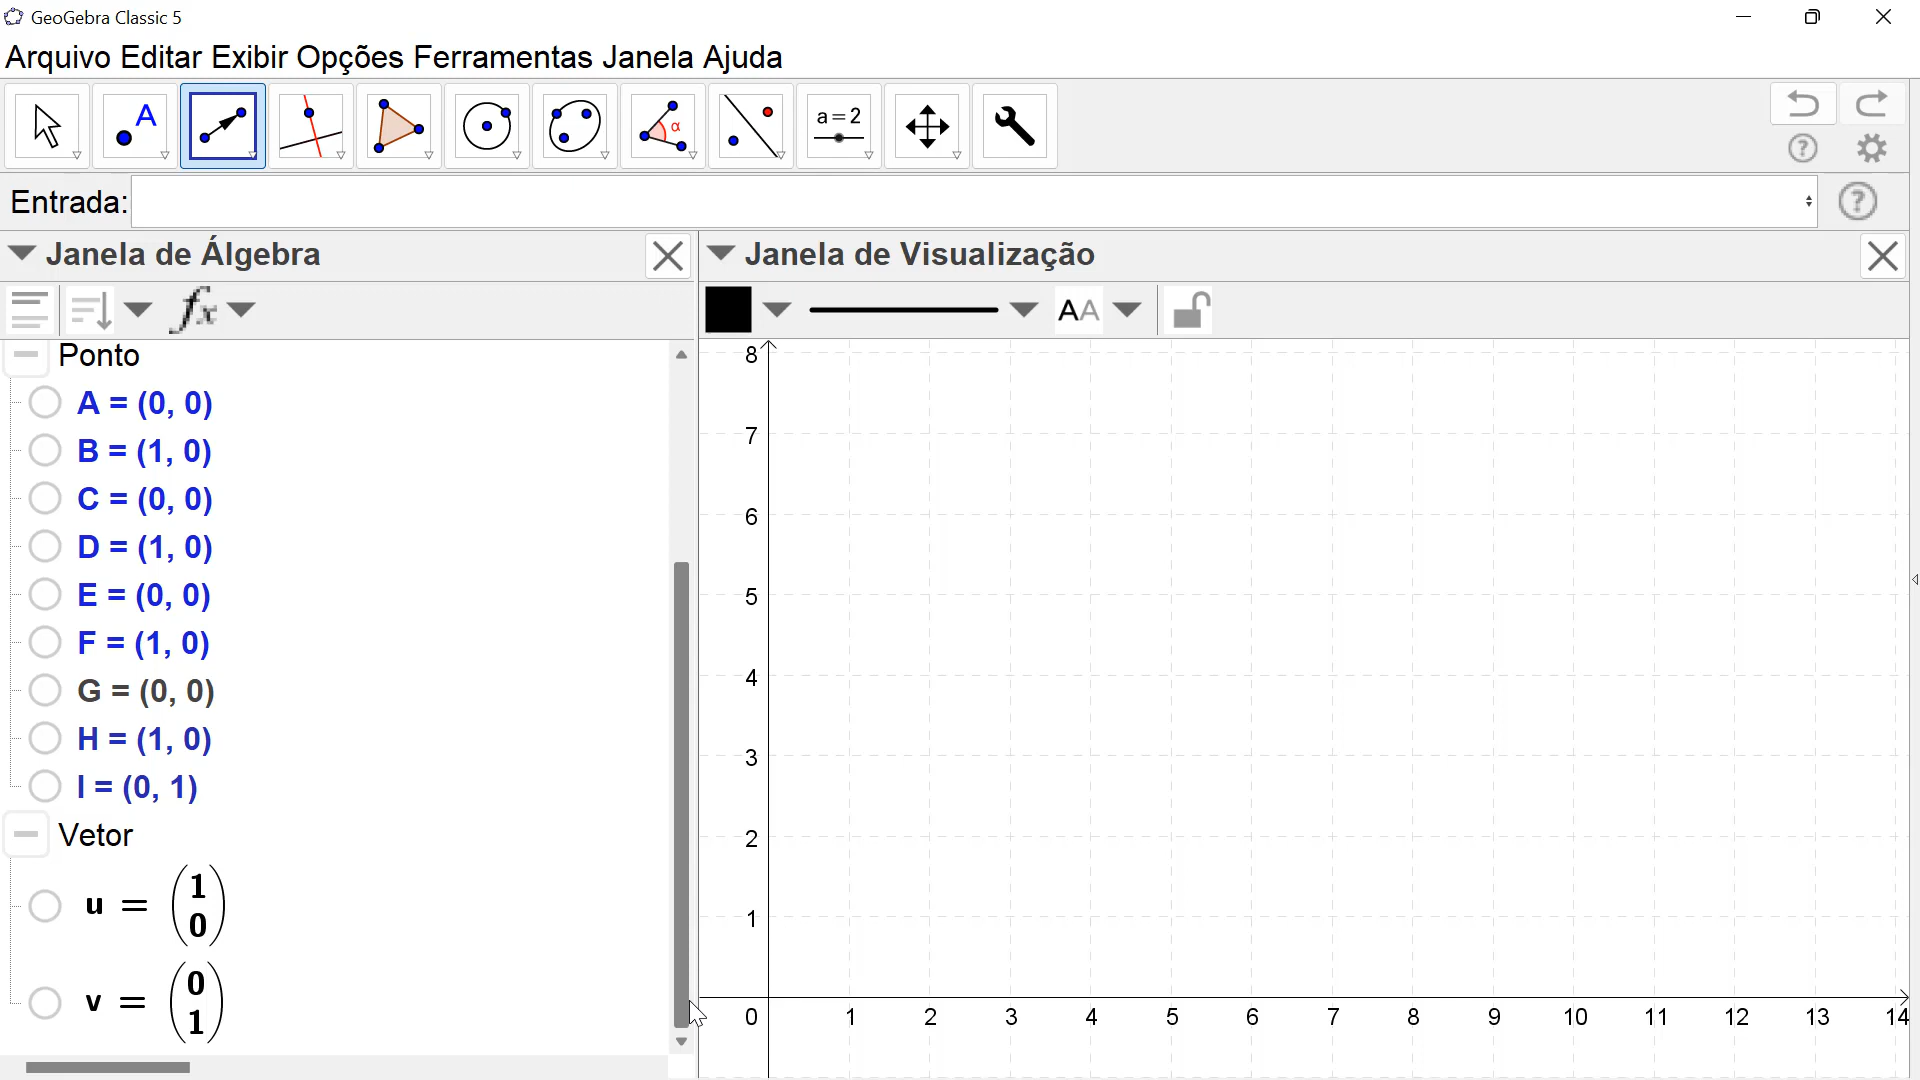 GeoGebra Classic 5
Arquivo Editar Exibir Opções Ferramentas Janela Ajuda
A
α
a=2
Entrada:
Janela de Álgebra
Janela de Visualização
fx
AA
Ponto
A = (0, 0)
B = (1, 0)
C = (0, 0)
D = (1, 0)
E = (0, 0)
F = (1, 0)
G = (0, 0)
H = (1, 0)
I = (0, 1)
Vetor
u = (1 0)
v = (0 1)
8
7
6
5
4
3
2
1
0 1 2 3 4 5 6 7 8 9 10 11 12 13 14